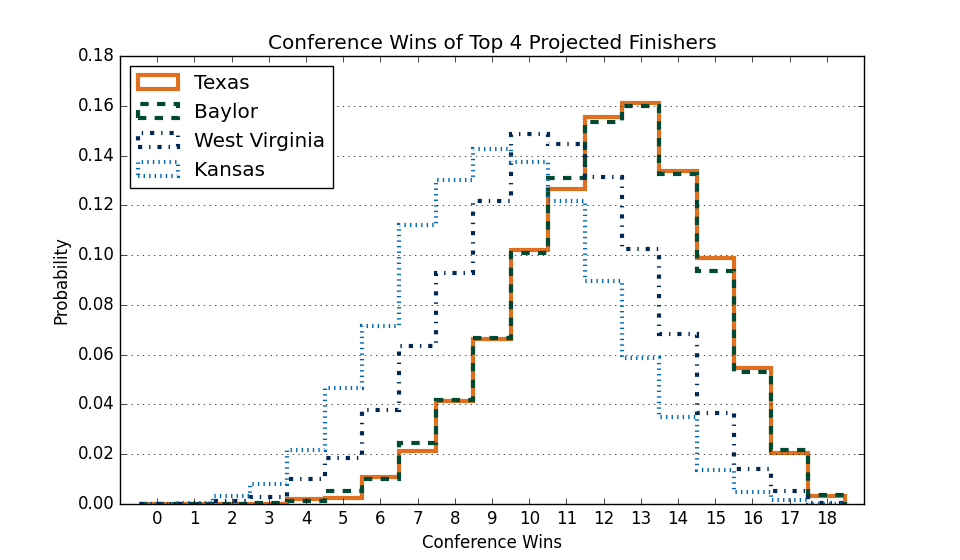 Conference Wins of Top 4 Projected Finishers
0.18
0.16
0.14
0.12
0.10
0.08
0.06
0.04
0.02
0.00
Probability
Texas
Baylor
West Virginia
Kansas
0 1 2 3 4 5 6 7 8 9 10 11 12 13 14 15 16 17 18
Conference Wins